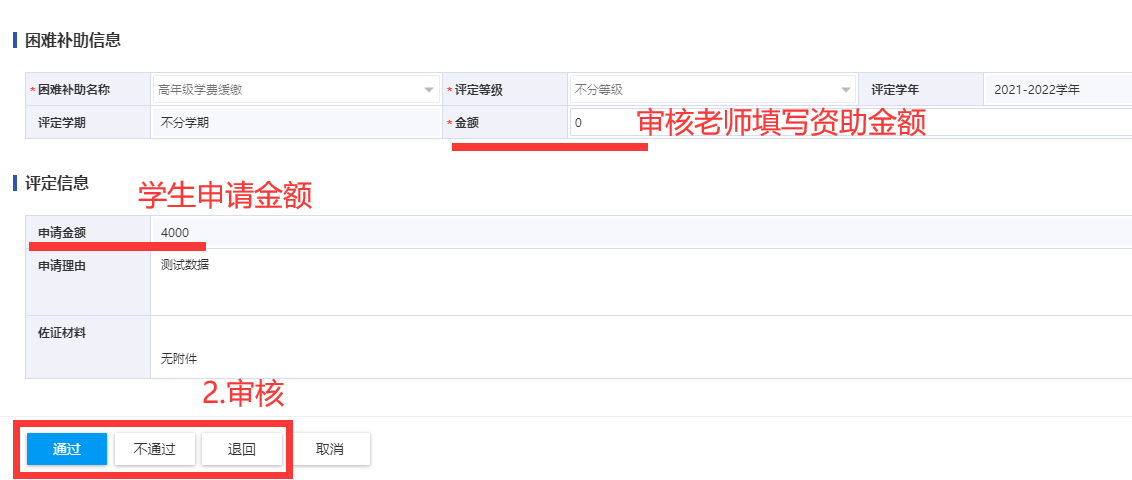 困难补助信息
*困难补助名称 高年级学费缓缴 *评定等级 不分等级 评定学年 2021-2022学年
评定学期 不分学期 *金额 0 审核老师填写资助金额
评定信息 学生申请金额
申请金额 4000
申请理由 测试数据
佐证材料
无附件
2.审核
通过 不通过 退回 取消